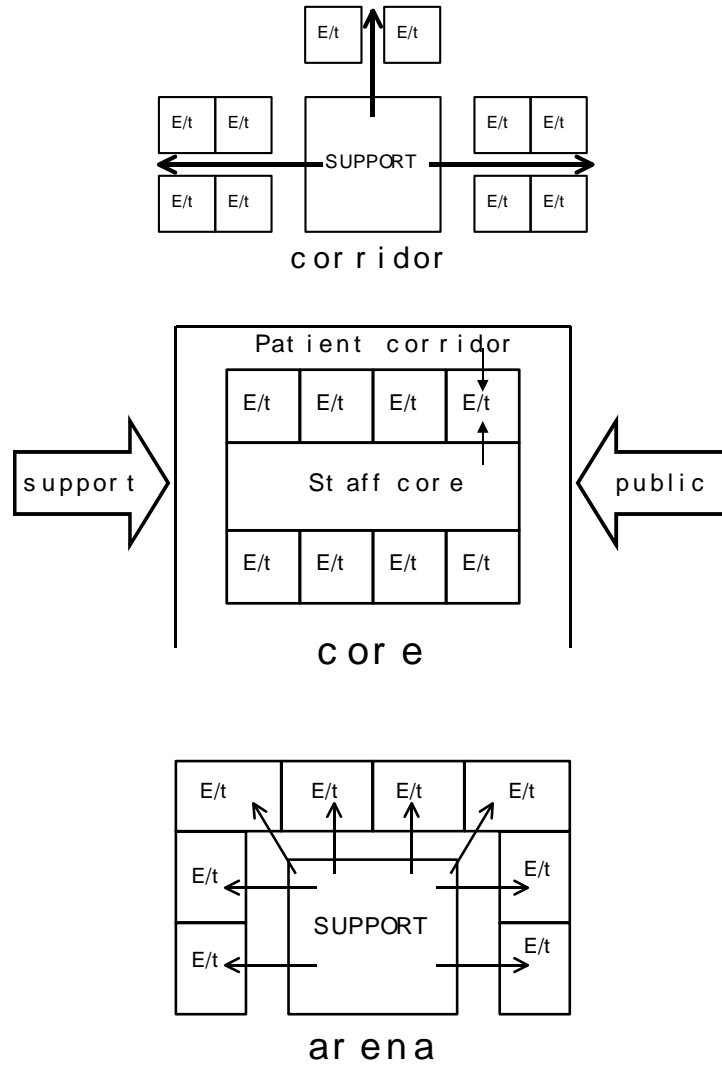 E/t E/t
E/t E/t E/t E/t
SUPPORT
E/t E/t E/t E/t
corridor
Patient corridor
E/t E/t E/t E/t
support Staff core public
E/t E/t E/t E/t
core
E/t E/t E/t E/t
E/t E/t
SUPPORT
E/t E/t
arena